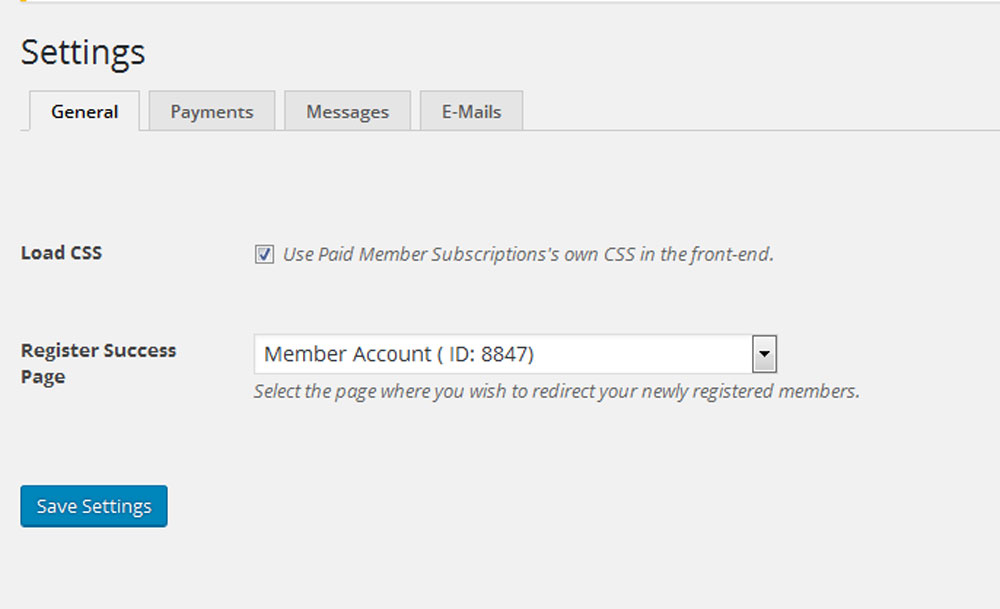 Settings
General Payments Messages E-Mails
Load CSS Use Paid Member Subscriptions's own CSS in the front-end.
Register Success
Page
Member Account ( ID: 8847)
Select the page where you wish to redirect your newly registered members.
Save Settings